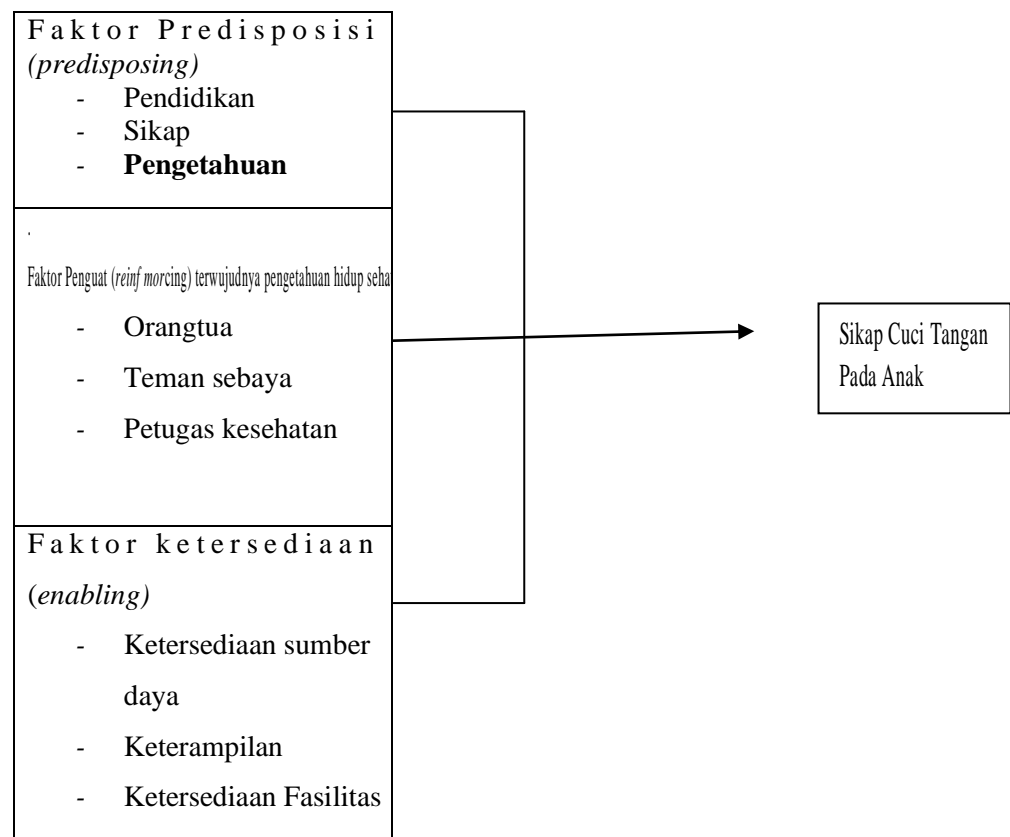 Faktor Predisposisi
(predisposing)
- Pendidikan
- Sikap
- Pengetahuan
.
Faktor Penguat (reinf morcing) terwujudnya pengetahuan hidup seha
- Orangtua
- Teman sebaya
- Petugas kesehatan
Faktor ketersediaan
(enabling)
- Ketersediaan sumber
daya
- Keterampilan
- Ketersediaan Fasilitas
Sikap Cuci Tangan
Pada Anak